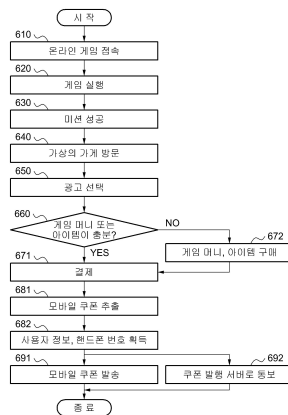 시 작
610
온라인 게임 접속
620
게임 실행
630
미션 성공
640
가상의 가게 방문
650
광고 선택
660
게임 머니 또는
아이템이 충분?
NO
YES
672
게임 머니, 아이템 구매
671
결제
681
모바일 쿠폰 추출
682
사용자 정보, 핸드폰 번호 획득
691
모바일 쿠폰 발송
692
쿠폰 발행 서버로 통보
종 료